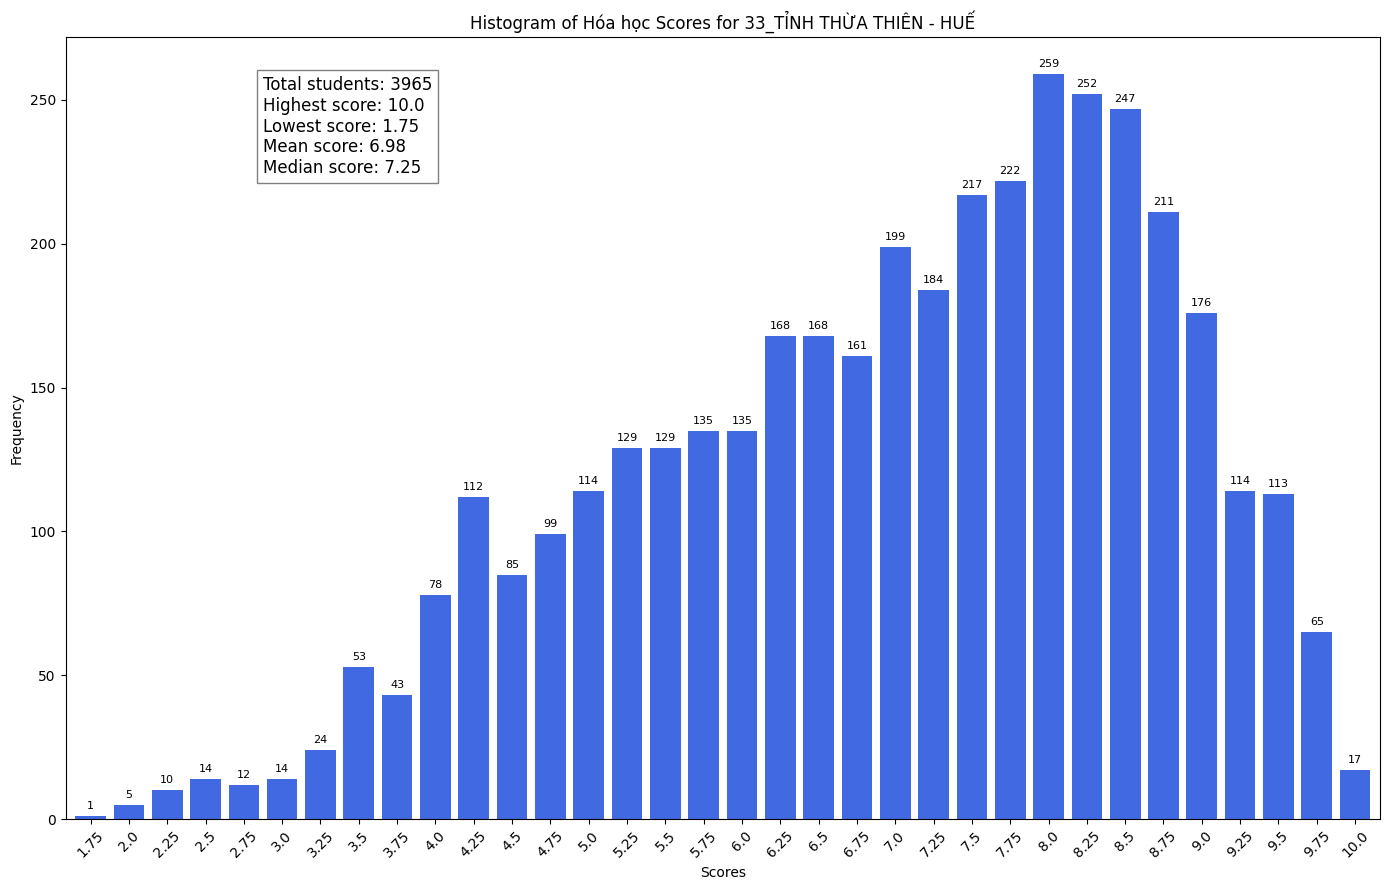 Histogram of Hóa học Scores for 33_TỈNH THỪA THIÊN - HUẾ
Total students: 3965
Highest score: 10.0
Lowest score: 1.75
Mean score: 6.98
Median score: 7.25
Frequency
250
200
150
100
50
0
1 5 10 14 12 14 24 53 43 78 112 85 99 114 129 129 135 135 168 168 161 199 184 217 222 259 252 247 211 176 114 113 65 17
1.75 2.0 2.25 2.5 2.75 3.0 3.25 3.5 3.75 4.0 4.25 4.5 4.75 5.0 5.25 5.5 5.75 6.0 6.25 6.5 6.75 7.0 7.25 7.5 7.75 8.0 8.25 8.5 8.75 9.0 9.25 9.5 9.75 10.0
Scores